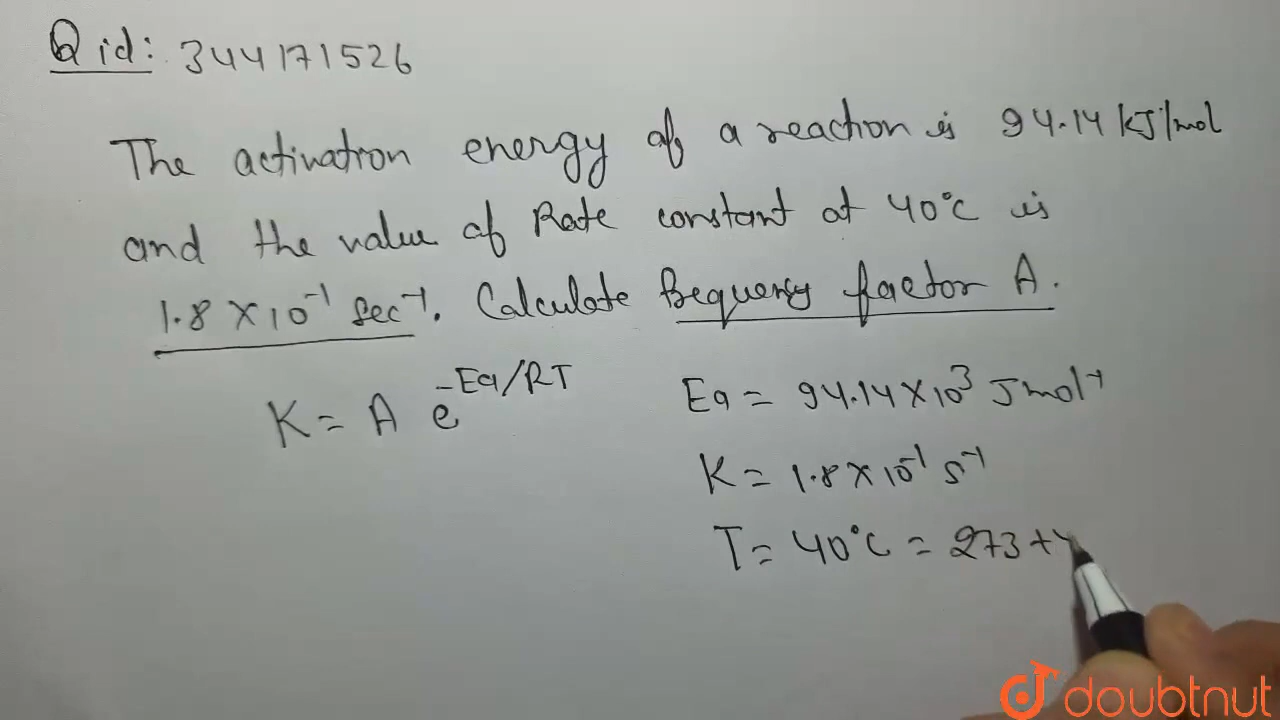 Q id: 344171526
The activation energy of a reaction is 94.14 kJ/mol
and the value of Rate constant at 40°C is
1.8 × 10⁻¹ sec⁻¹. Calculate frequency factor A.
K = A e^-Ea/RT
Ea = 94.14 × 10³ J mol⁻¹
K = 1.8 × 10⁻¹ s⁻¹
T = 40°C = 273 + 4
doubtnut